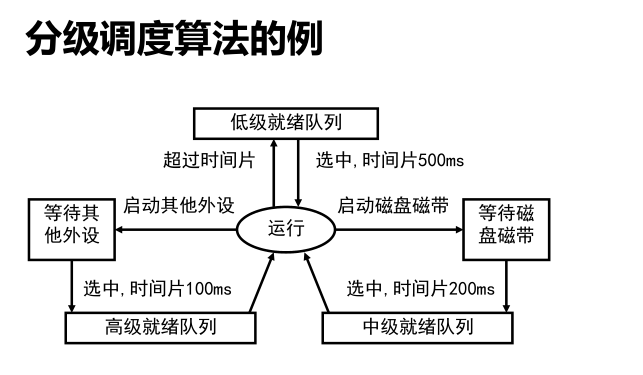 分级调度算法的例
低级就绪队列
超过时间片
选中,时间片500ms
等待其
他外设
启动其他外设
运行
启动磁盘磁带
等待磁
盘磁带
选中,时间片100ms
选中,时间片200ms
高级就绪队列
中级就绪队列